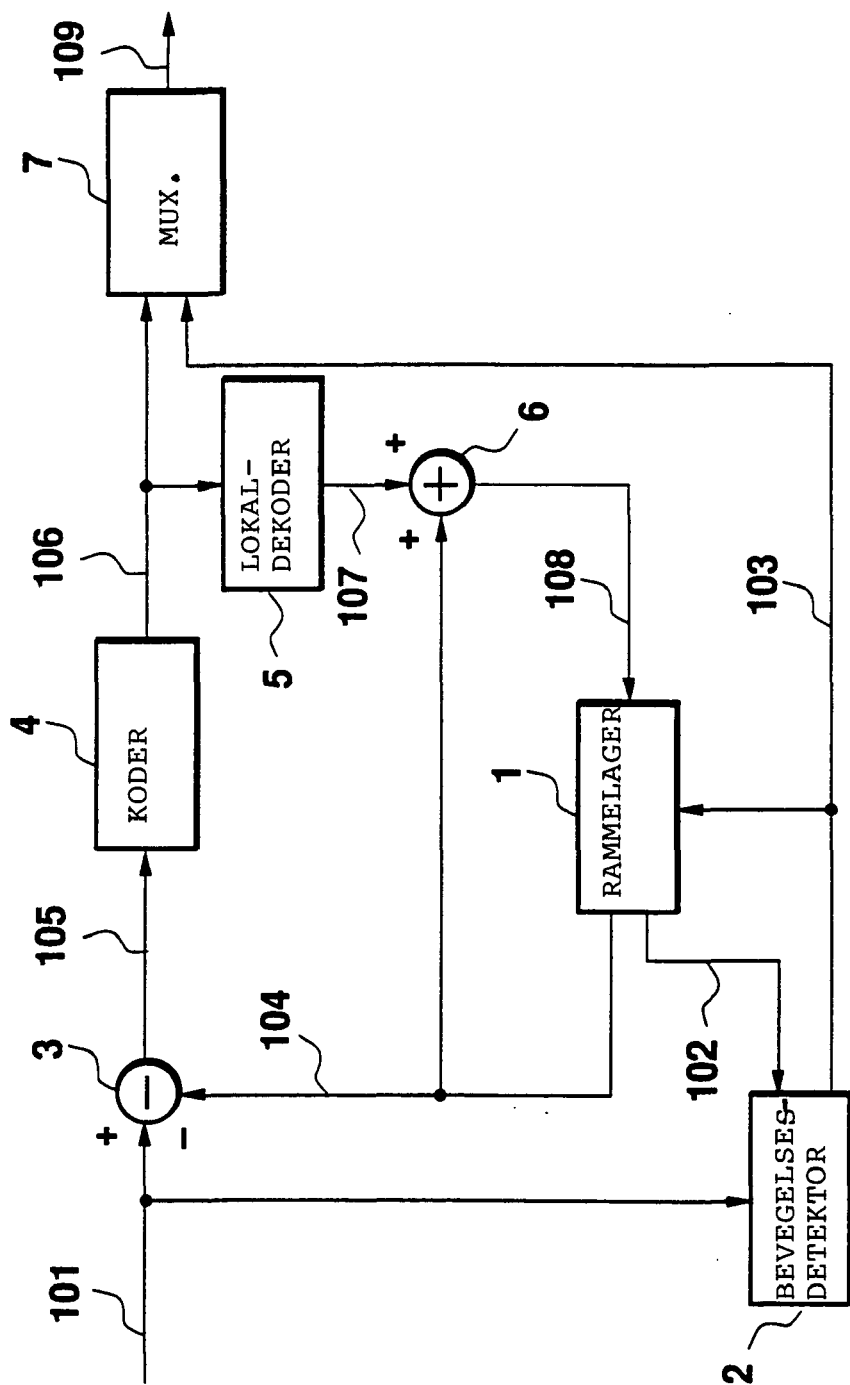 101
+
-
3
105
4
KODER
106
7
MUX.
109
104
LOKAL-
DEKODER
5
107
+
+
6
108
1
RAMMELAGER
102
103
BEVEGELSES-
DETEKTOR
2